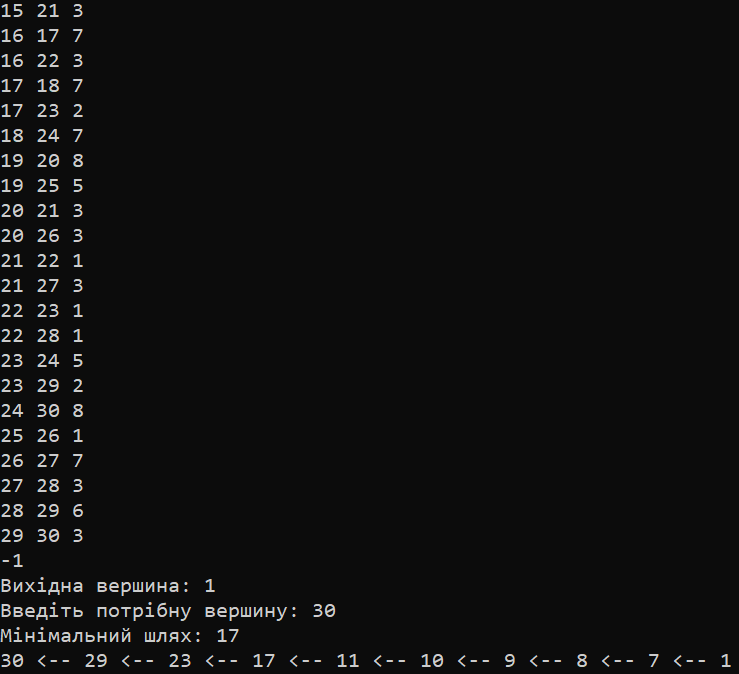 15 21 3
16 17 7
16 22 3
17 18 7
17 23 2
18 24 7
19 20 8
19 25 5
20 21 3
20 26 3
21 22 1
21 27 3
22 23 1
22 28 1
23 24 5
23 29 2
24 30 8
25 26 1
26 27 7
27 28 3
28 29 6
29 30 3
-1
Вихідна вершина: 1
Введіть потрібну вершину: 30
Мінімальний шлях: 17
30 <-- 29 <-- 23 <-- 17 <-- 11 <-- 10 <-- 9 <-- 8 <-- 7 <-- 1